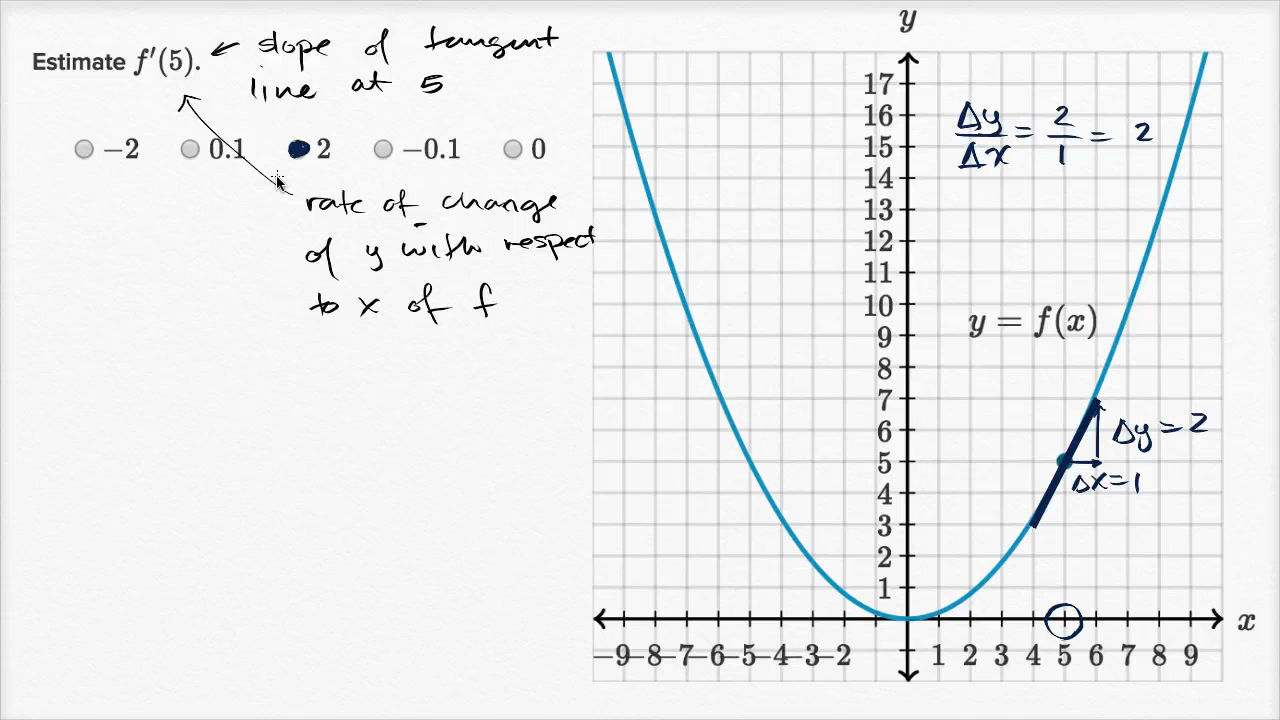 Estimate f′(5).
slope of tangent
line at 5
−2 0.1 2 −0.1 0
rate of change
of y with respect
to x of f
y
17
16
15
14
13
12
11
10
9
8
7
6
5
4
3
2
1
Δy/Δx = 2/1 = 2
y = f(x)
Δy = 2
Δx=1
x
−9 −8 −7 −6 −5 −4 −3 −2 1 2 3 4 5 6 7 8 9